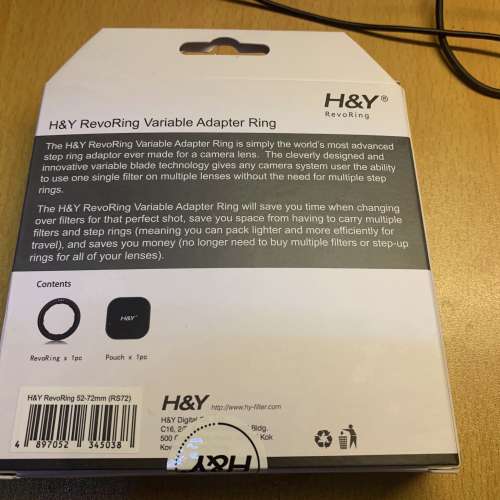 H&Y®
RevoRing
H&Y RevoRing Variable Adapter Ring
The H&Y RevoRing Variable Adapter Ring is simply the world's most advanced
step ring adaptor ever made for a camera lens. The cleverly designed and
innovative variable blade technology gives any camera system user the ability
to use one single filter on multiple lenses without the need for multiple step
rings.
The H&Y RevoRing Variable Adapter Ring will save you time when changing
over filters for that perfect shot, save you space from having to carry multiple
filters and step rings (meaning you can pack lighter and more efficiently for
travel), and saves you money (no longer need to buy multiple filters or step-up
rings for all of your lenses).
Contents
H&Y
RevoRing x 1pc
Pouch x 1pc
H&Y RevoRing 52-72mm (RS72)
4 897052 345038
H&Y http://www.hy-filter.com
H&Y Digital
C16, Bldg.
500 Kok
H&Y